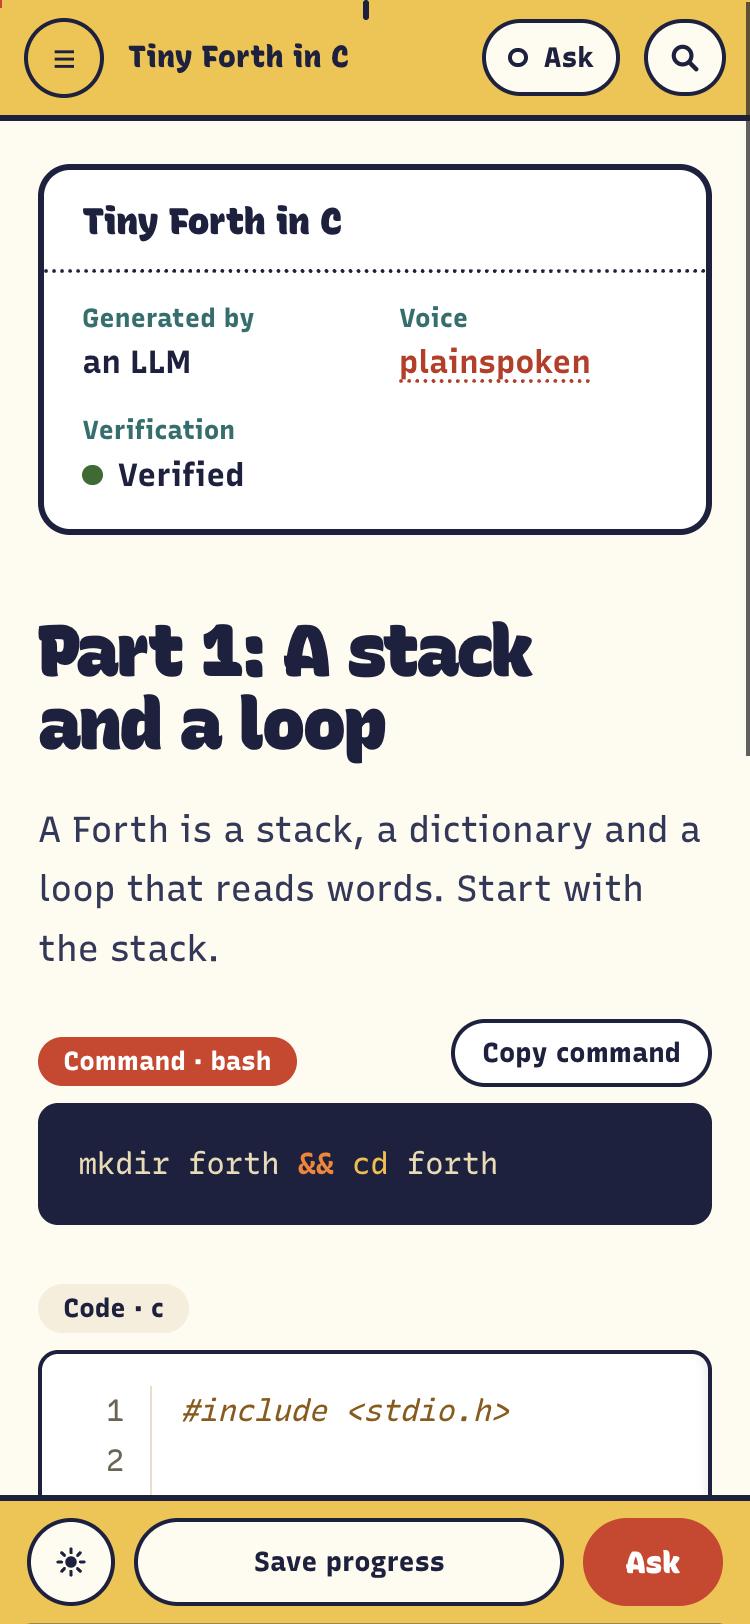 Tiny Forth in C
Ask
Tiny Forth in C
Generated by
an LLM
Voice
plainspoken
Verification
Verified
Part 1: A stack
and a loop
A Forth is a stack, a dictionary and a
loop that reads words. Start with
the stack.
Command · bash
Copy command
mkdir forth && cd forth
Code · c
1 #include <stdio.h>
2
Save progress
Ask